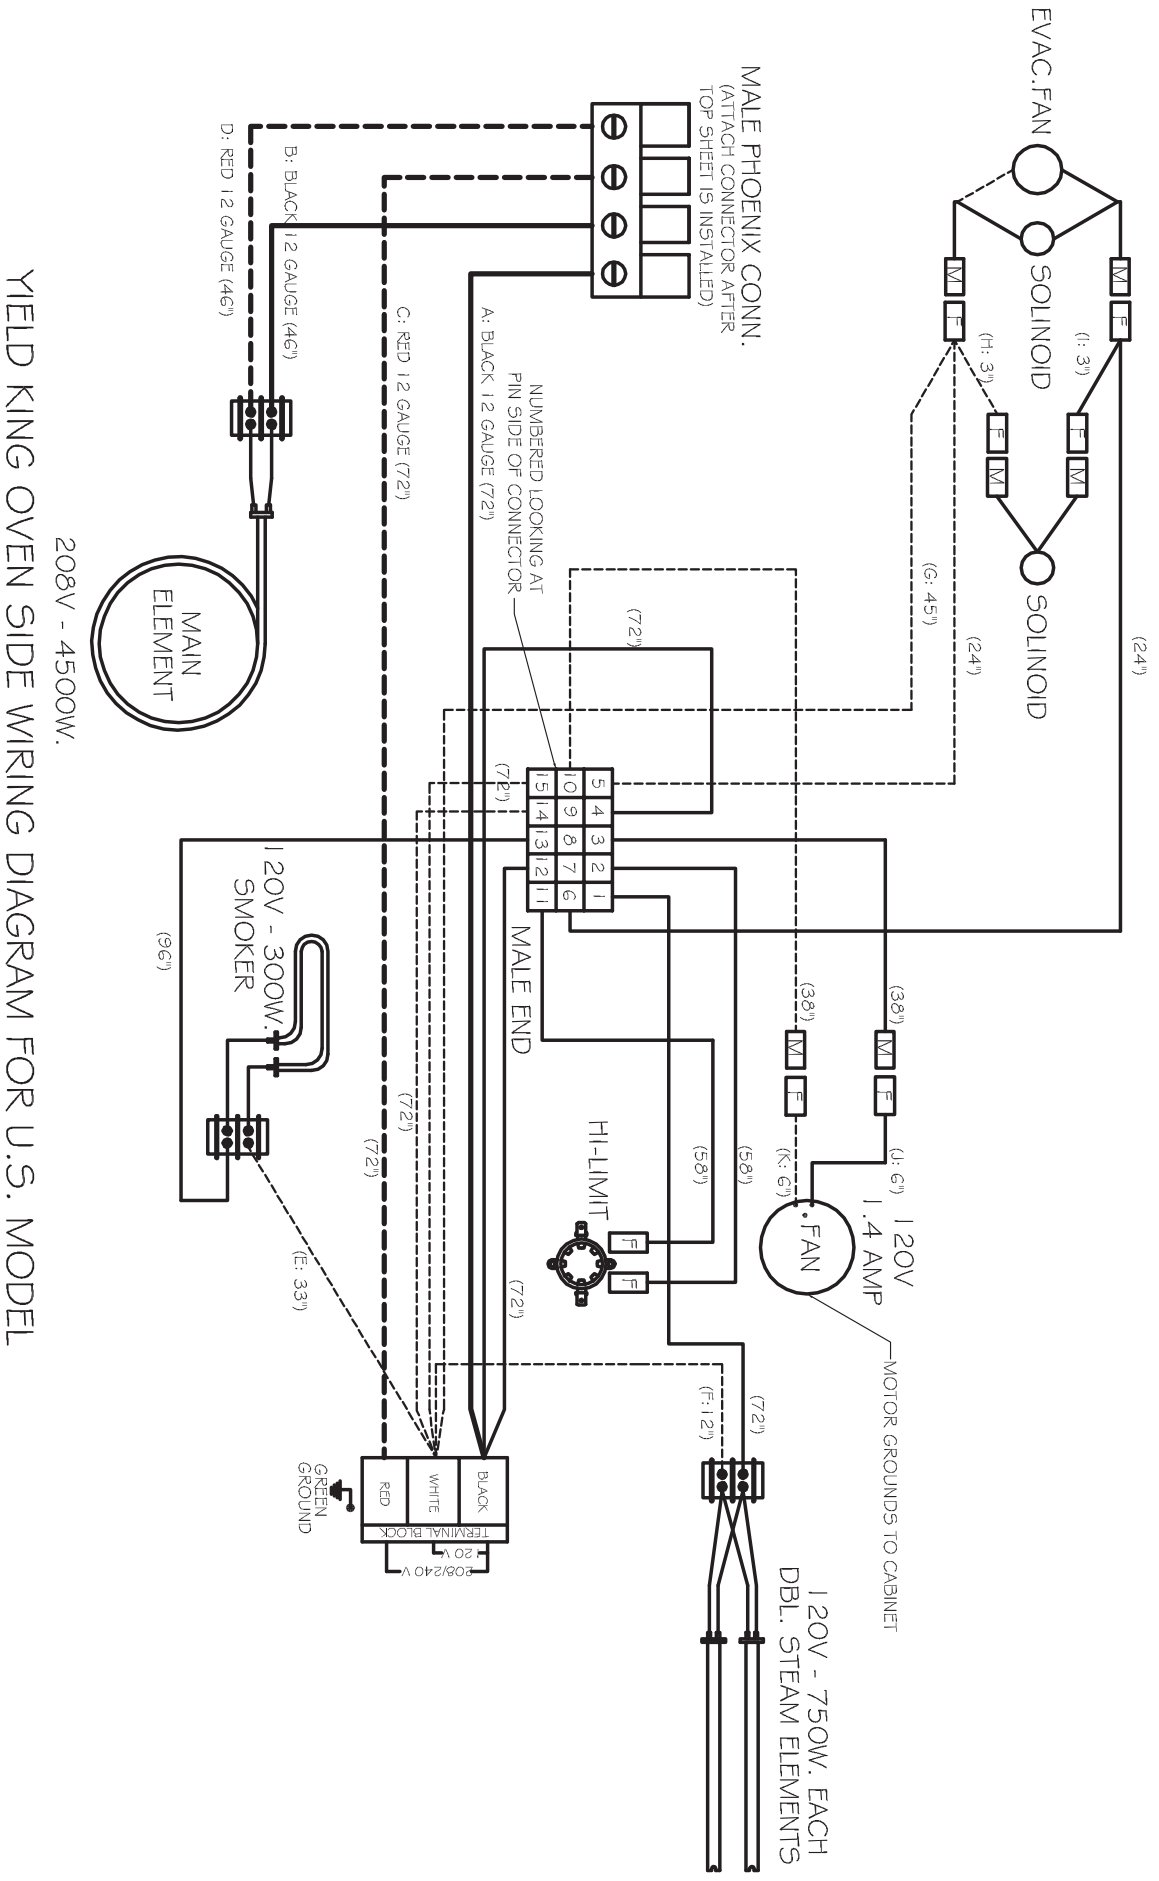 EVAC.FAN
SOLINOID
SOLINOID
M
F
M
F
(I: 3")
(H: 3")
F
M
F
M
(24")
(24")
(G: 45")
MALE PHOENIX CONN.
(ATTACH CONNECTOR AFTER
TOP SHEET IS INSTALLED)
NUMBERED LOOKING AT
PIN SIDE OF CONNECTOR
A: BLACK 12 GAUGE (72")
C: RED 12 GAUGE (72")
B: BLACK 12 GAUGE (46")
D: RED 12 GAUGE (46")
(72")
(72")
5 4 3 2 1
10 9 8 7 6
15 14 13 12 11
MALE END
(38")
(38")
M
F
M
F
(J: 6")
(K: 6")
120V
1.4 AMP
FAN
MOTOR GROUNDS TO CABINET
(58")
(58")
HI-LIMIT
F
F
(72")
(72")
(72")
(72")
(F:12")
120V - 750W. EACH
DBL. STEAM ELEMENTS
MAIN
ELEMENT
120V - 300W.
SMOKER
(96")
(E: 33")
BLACK
WHITE
RED
TERMINAL BLOCK
120 V
208/240 V
GREEN
GROUND
208V - 4500W.
YIELD KING OVEN SIDE WIRING DIAGRAM FOR U.S. MODEL